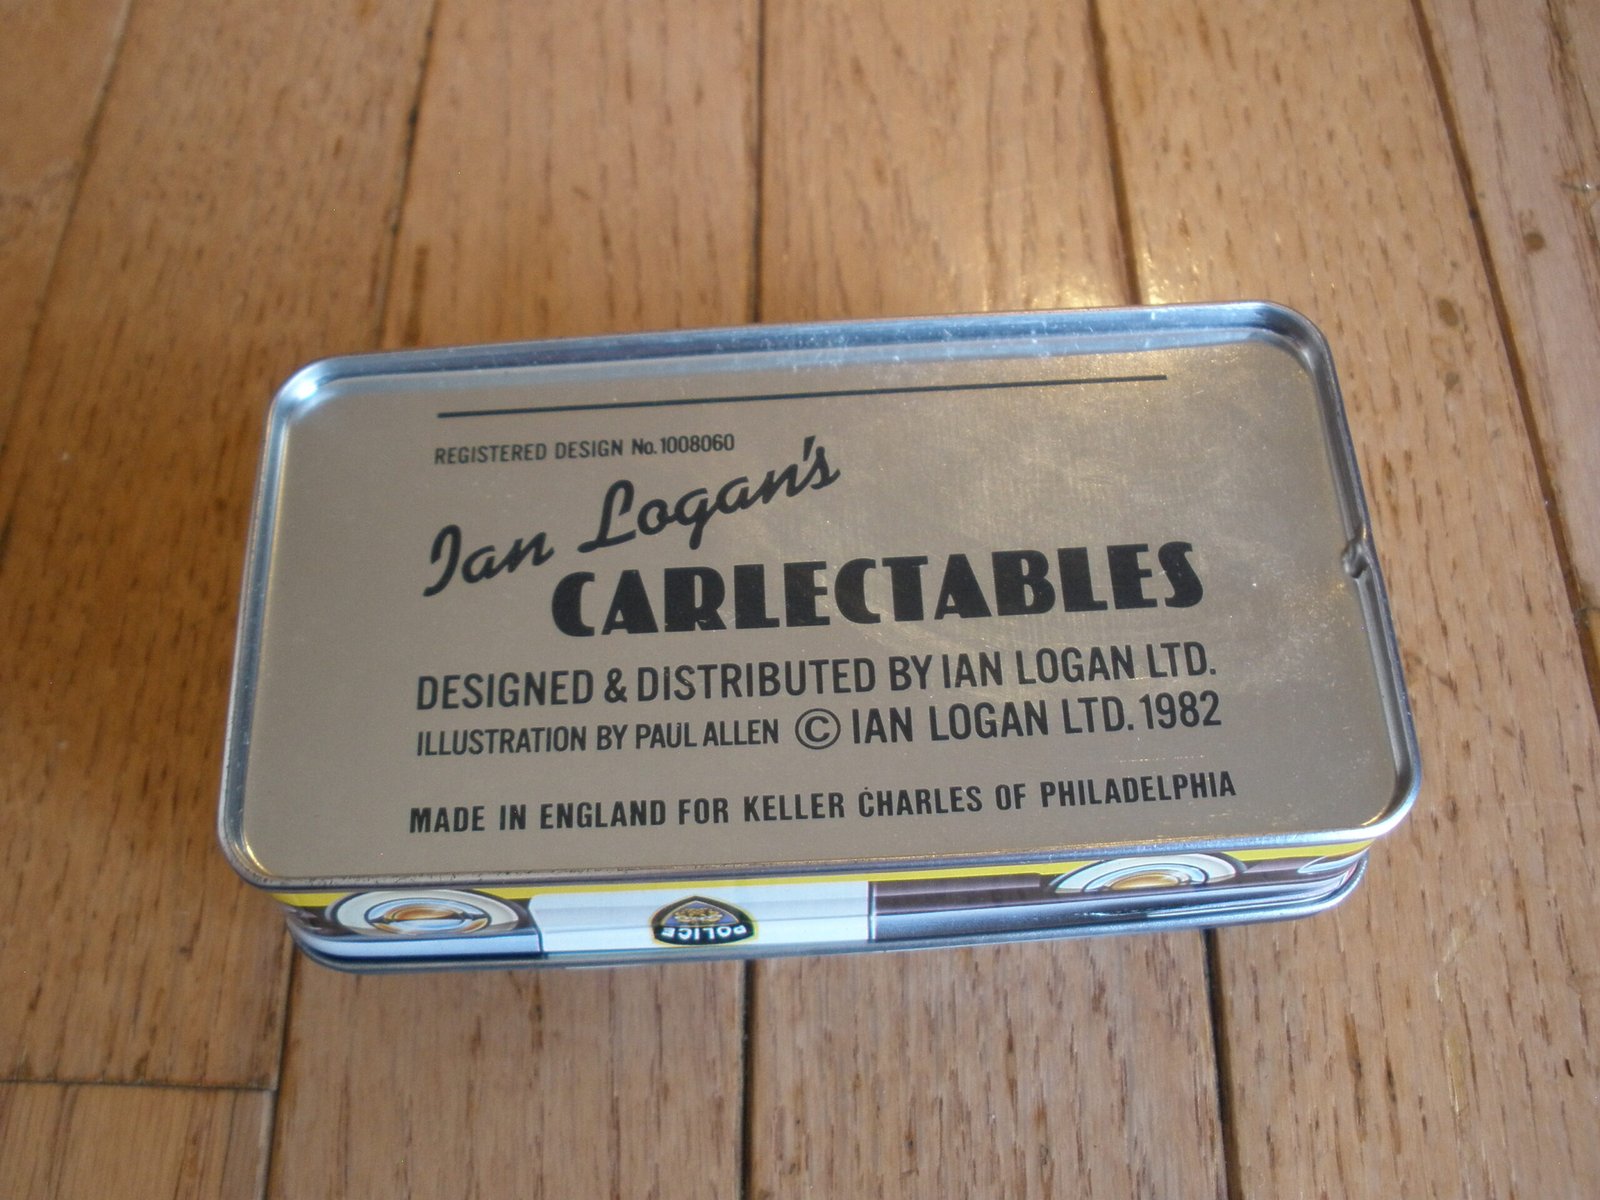 REGISTERED DESIGN No. 1008060
Ian Logan's
CARLECTABLES
DESIGNED & DISTRIBUTED BY IAN LOGAN LTD.
ILLUSTRATION BY PAUL ALLEN © IAN LOGAN LTD. 1982
MADE IN ENGLAND FOR KELLER CHARLES OF PHILADELPHIA
POLICE